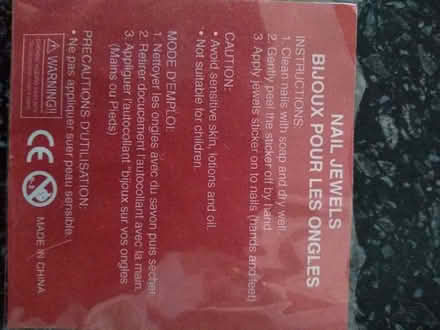 NAIL JEWELS
BIJOUX POUR LES ONGLES
INSTRUCTIONS:
1. Clean nails with soap and dry well.
2. Gently peel the sticker off by hand.
3. Apply jewels sticker on to nails (hands and feet)
CAUTION:
• Avoid sensitive skin, lotions and oil.
• Not suitable for children.
MODE D'EMPLOI:
1. Nettoyer les ongles avec du savon puis sécher
2. Retirer doucement l'autocollant avec la main.
3. Appliquer l'autocollant "bijoux sur vos ongles
(Mains ou Pieds)
PRECAUTIONS D'UTILISATION:
• Ne pas appliquer sur peau sensible
WARNING!!
CE
0-3
MADE IN CHINA